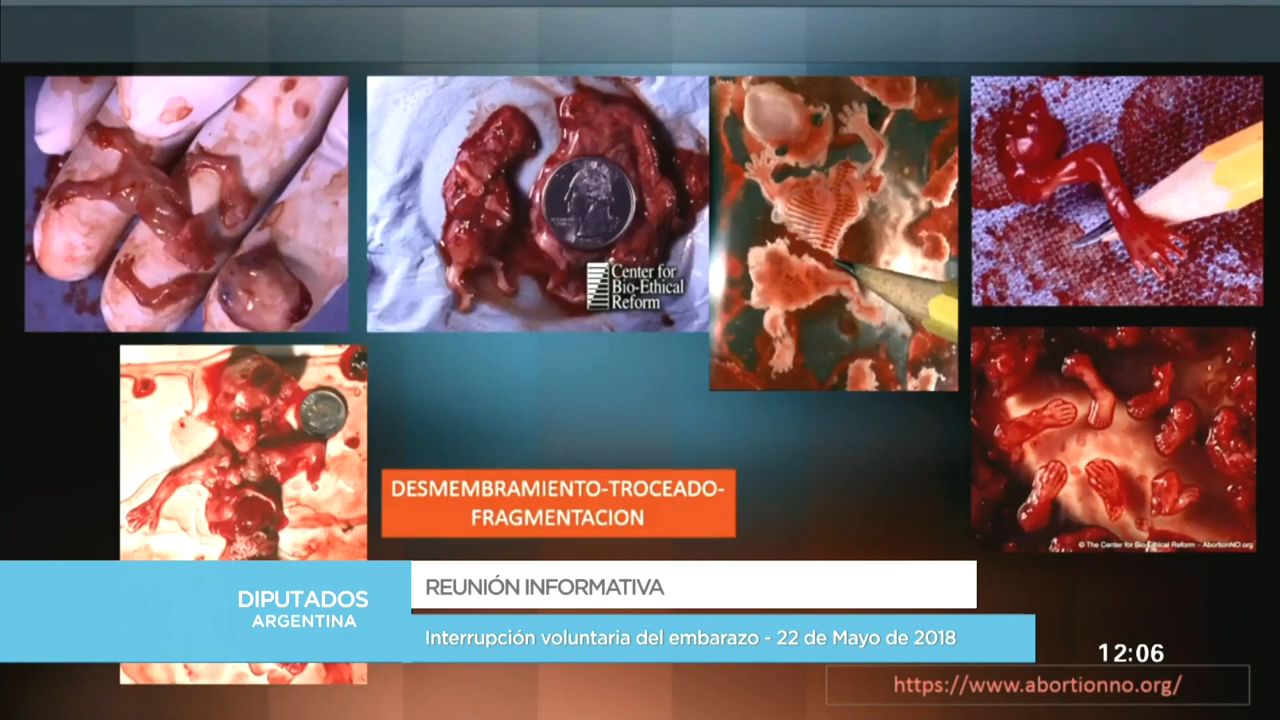 Center for
Bio-Ethical
Reform
DESMEMBRAMIENTO-TROCEADO-
FRAGMENTACION
© The Center for Bio-Ethical Reform - AbortionNO.org
DIPUTADOS
ARGENTINA
REUNIÓN INFORMATIVA
Interrupción voluntaria del embarazo - 22 de Mayo de 2018
12:06
https://www.abortionno.org/